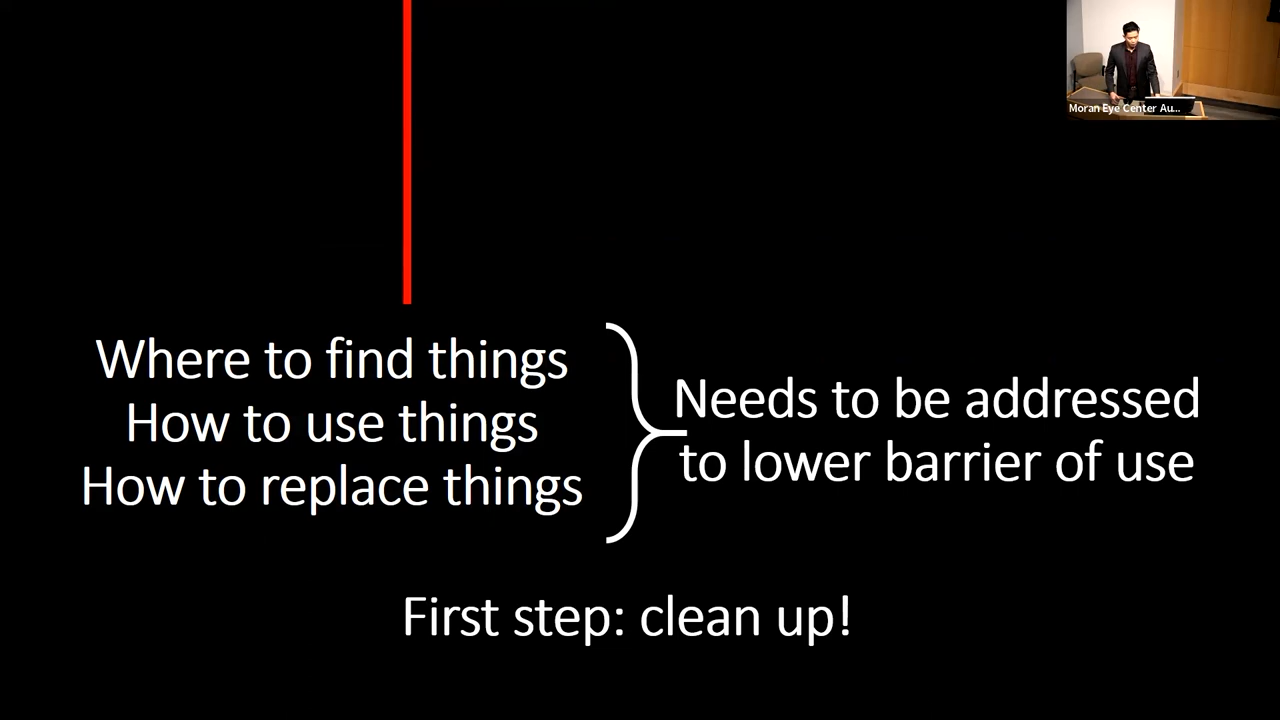 Moran Eye Center Au...
Where to find things
How to use things
How to replace things
Needs to be addressed
to lower barrier of use
First step: clean up!